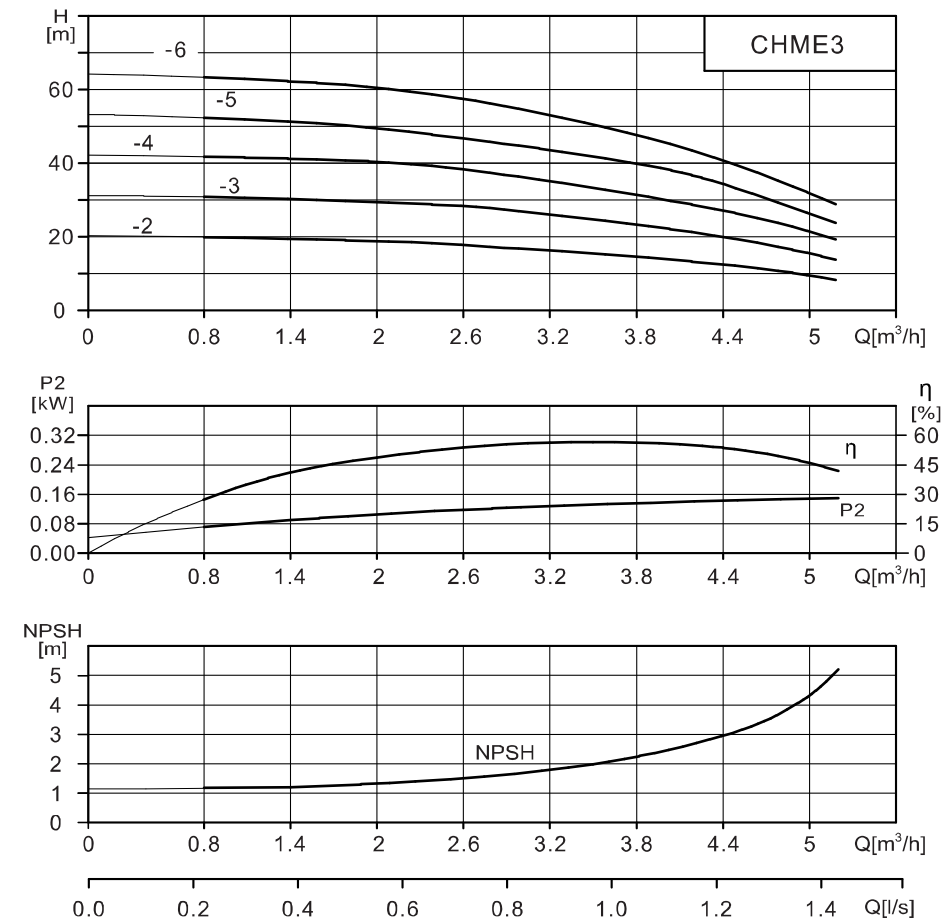 H
[m]
CHME3
-6
60
-5
-4
40
-3
-2
20
0
0 0.8 1.4 2 2.6 3.2 3.8 4.4 5 Q[m³/h]
P2
[kW]
η
[%]
0.32 60
η
0.24 45
0.16 30
P2
0.08 15
0.00 0
0 0.8 1.4 2 2.6 3.2 3.8 4.4 5 Q[m³/h]
NPSH
[m]
5
4
3
NPSH
2
1
0
0 0.8 1.4 2 2.6 3.2 3.8 4.4 5 Q[m³/h]
0.0 0.2 0.4 0.6 0.8 1.0 1.2 1.4 Q[l/s]